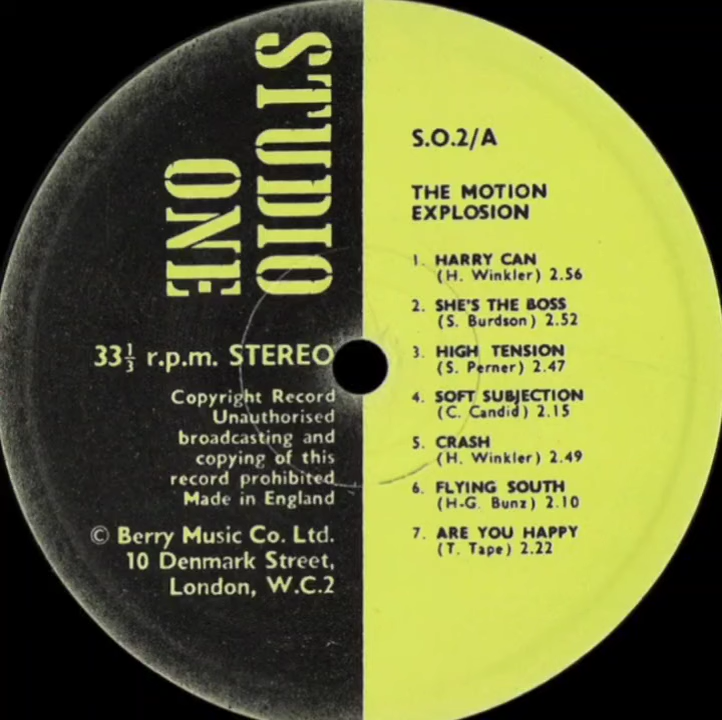 STUDIO
ONE
33⅓ r.p.m. STEREO
Copyright Record
Unauthorised
broadcasting and
copying of this
record prohibited
Made in England
© Berry Music Co. Ltd.
10 Denmark Street,
London, W.C.2
S.O.2/A
THE MOTION
EXPLOSION
1. HARRY CAN
(H. Winkler) 2.56
2. SHE'S THE BOSS
(S. Burdson) 2.52
3. HIGH TENSION
(S. Perner) 2.47
4. SOFT SUBJECTION
(C. Candid) 2.15
5. CRASH
(H. Winkler) 2.49
6. FLYING SOUTH
(H-G. Bunz) 2.10
7. ARE YOU HAPPY
(T. Tape) 2.22